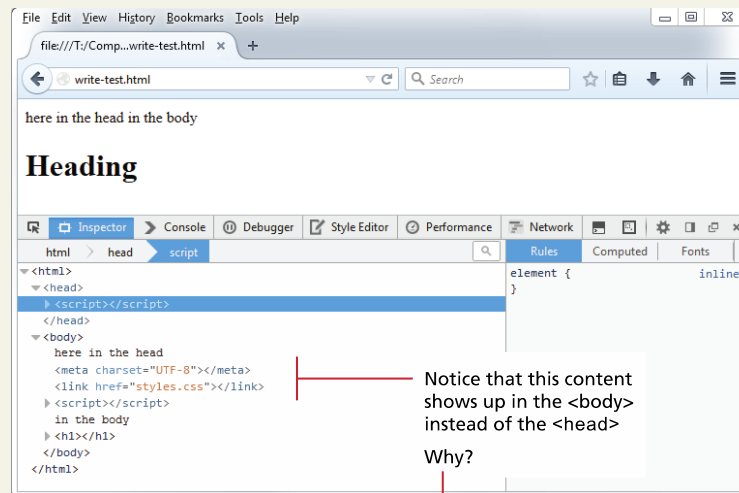 File Edit View History Bookmarks Tools Help
file:///T:/Comp...write-test.html × +
write-test.html Search
here in the head in the body
Heading
Inspector Console Debugger Style Editor Performance Network
html head script Rules Computed Fonts
<html>
<head>
<script></script>
</head>
<body>
here in the head
<meta charset="UTF-8"></meta>
<link href="styles.css"></link>
<script></script>
in the body
<h1></h1>
</body>
</html>
element { inline
}
Notice that this content
shows up in the <body>
instead of the <head>
Why?